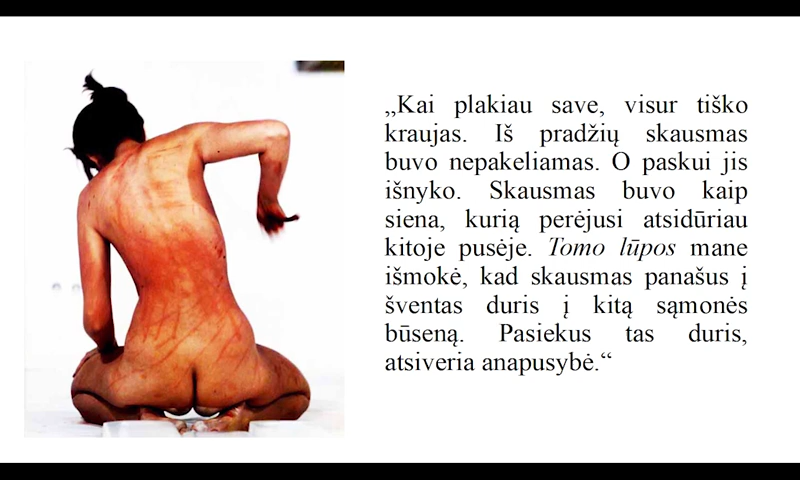 „Kai plakiau save, visur tiško
kraujas. Iš pradžių skausmas
buvo nepakeliamas. O paskui jis
išnyko. Skausmas buvo kaip
siena, kurią perėjusi atsidūriau
kitoje pusėje. Tomo lūpos mane
išmokė, kad skausmas panašus į
šventas duris į kitą sąmonės
būseną. Pasiekus tas duris,
atsiveria anapusybė.“